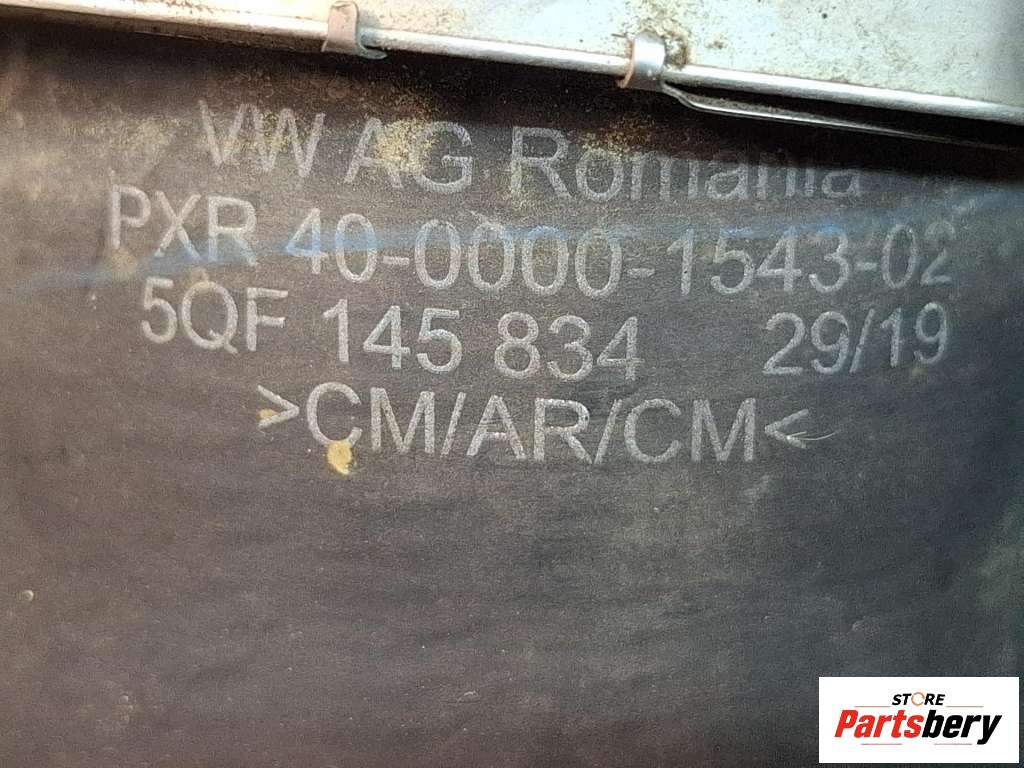 VW AG Romania
PXR 40-0000-1543-02
5QF 145 834 29/19
>CM/AR/CM<
STORE
Partsbery